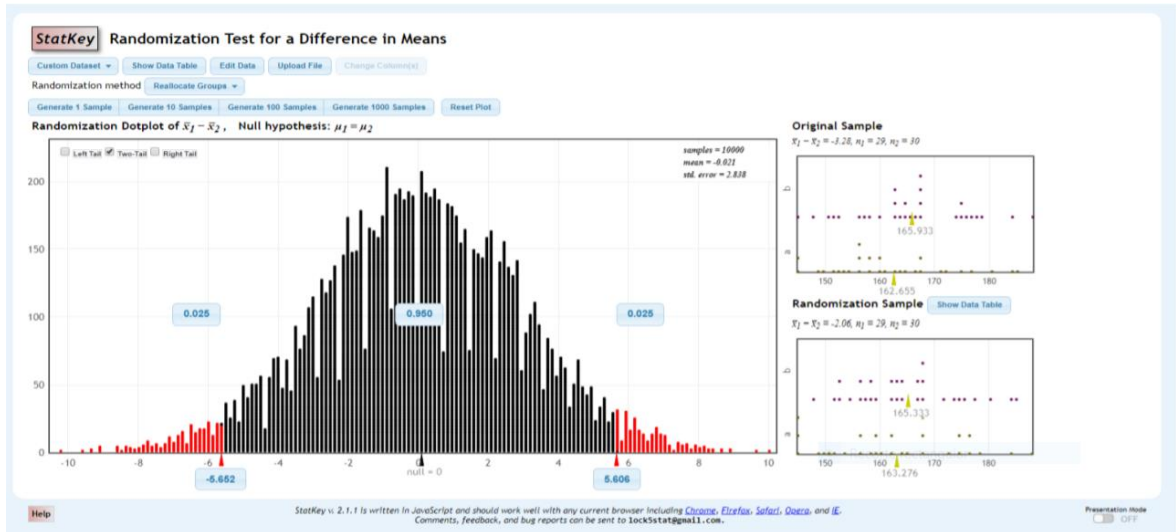 StatKey Randomization Test for a Difference in Means
Custom Dataset Show Data Table Edit Data Upload File Change Column(s)
Randomization method Reallocate Groups
Generate 1 Sample Generate 10 Samples Generate 100 Samples Generate 1000 Samples Reset Plot
Randomization Dotplot of x̄₁ − x̄₂ , Null hypothesis: μ₁ = μ₂
Left Tail Two-Tail Right Tail
samples = 10000
mean = -0.021
std. error = 2.838
200
150
100
50
0
0.025 0.950 0.025
-10 -8 -6 -4 -2 0 2 4 6 8 10
null = 0
-5.652 5.606
Original Sample
x̄₁ − x̄₂ = -3.28, n₁ = 29, n₂ = 30
b
165.933
a
150 160 170 180
162.655
Randomization Sample Show Data Table
x̄₁ − x̄₂ = -2.06, n₁ = 29, n₂ = 30
b
165.333
a
150 160 170 180
163.276
Help
StatKey v. 2.1.1 is written in JavaScript and should work well with any current browser including Chrome, Firefox, Safari, Opera, and IE.
Comments, feedback, and bug reports can be sent to lock5stat@gmail.com.
Presentation Mode
OFF